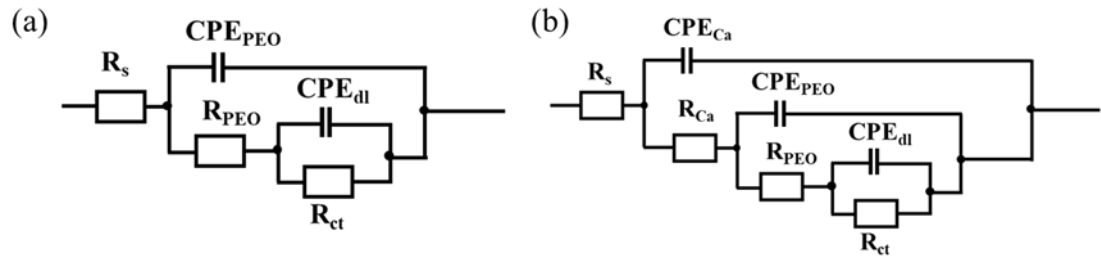 (a)
CPE_PEO
R_s
CPE_dl
R_PEO
R_ct
(b)
CPE_Ca
R_s
CPE_PEO
R_Ca
CPE_dl
R_PEO
R_ct